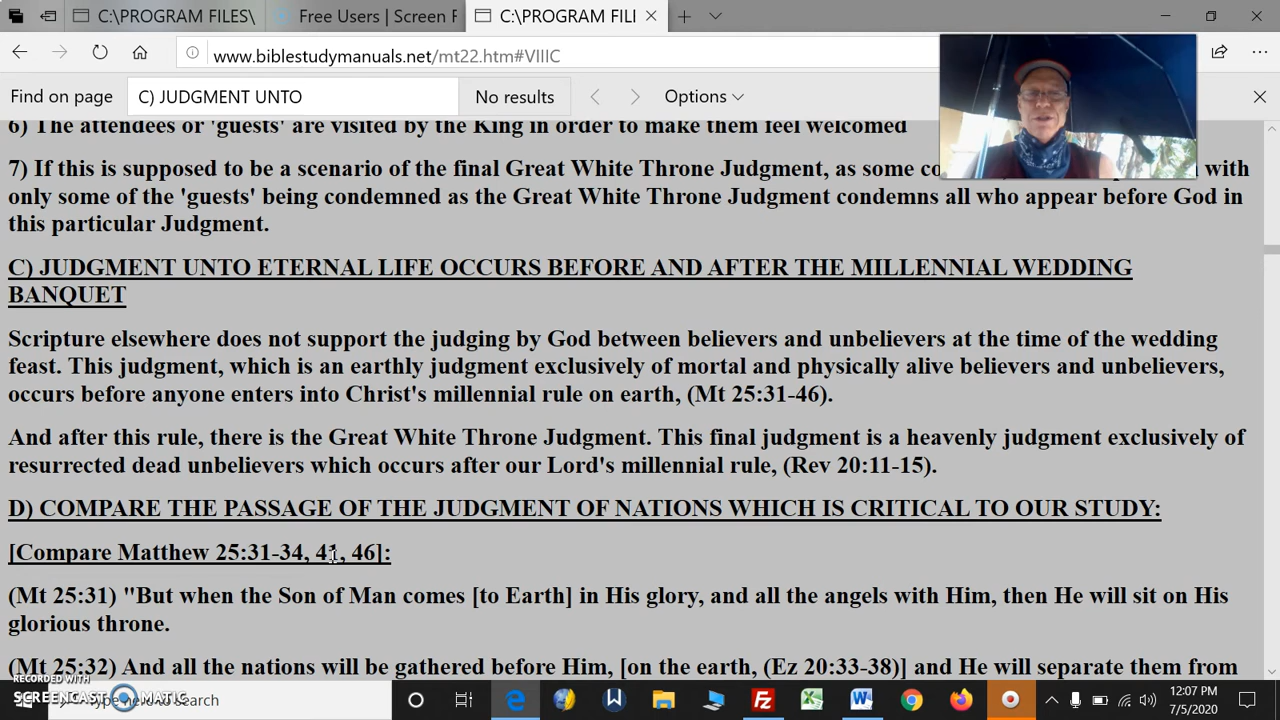 C:\PROGRAM FILES\
Free Users | Screen F
C:\PROGRAM FILI
www.biblestudymanuals.net/mt22.htm#VIIIC
Find on page
C) JUDGMENT UNTO
No results
Options
6) The attendees or 'guests' are visited by the King in order to make them feel welcomed
7) If this is supposed to be a scenario of the final Great White Throne Judgment, as some with
only some of the 'guests' being condemned as the Great White Throne Judgment condemns all who appear before God in
this particular Judgment.
C) JUDGMENT UNTO ETERNAL LIFE OCCURS BEFORE AND AFTER THE MILLENNIAL WEDDING
BANQUET
Scripture elsewhere does not support the judging by God between believers and unbelievers at the time of the wedding
feast. This judgment, which is an earthly judgment exclusively of mortal and physically alive believers and unbelievers,
occurs before anyone enters into Christ's millennial rule on earth, (Mt 25:31-46).
And after this rule, there is the Great White Throne Judgment. This final judgment is a heavenly judgment exclusively of
resurrected dead unbelievers which occurs after our Lord's millennial rule, (Rev 20:11-15).
D) COMPARE THE PASSAGE OF THE JUDGMENT OF NATIONS WHICH IS CRITICAL TO OUR STUDY:
[Compare Matthew 25:31-34, 41, 46]:
(Mt 25:31) "But when the Son of Man comes [to Earth] in His glory, and all the angels with Him, then He will sit on His
glorious throne.
(Mt 25:32) And all the nations will be gathered before Him, [on the earth, (Ez 20:33-38)] and He will separate them from
RECORDED WITH
SCREENCAST MATIC
Type here to search
12:07 PM
7/5/2020